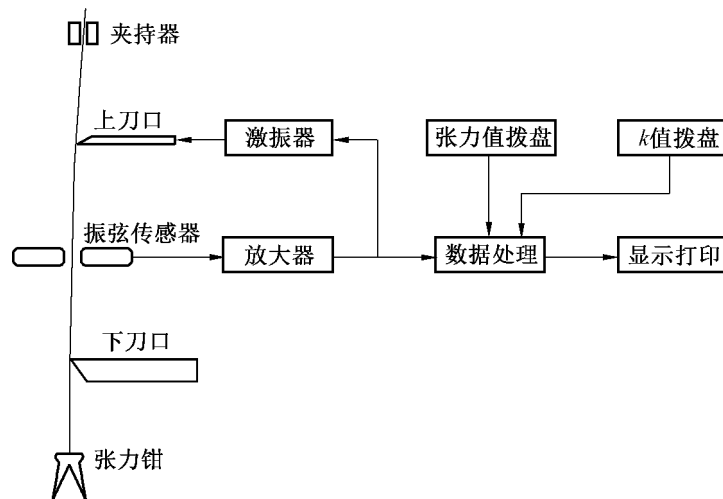 夹持器
上刀口
激振器
张力值拨盘
k值拨盘
振弦传感器
放大器
数据处理
显示打印
下刀口
张力钳